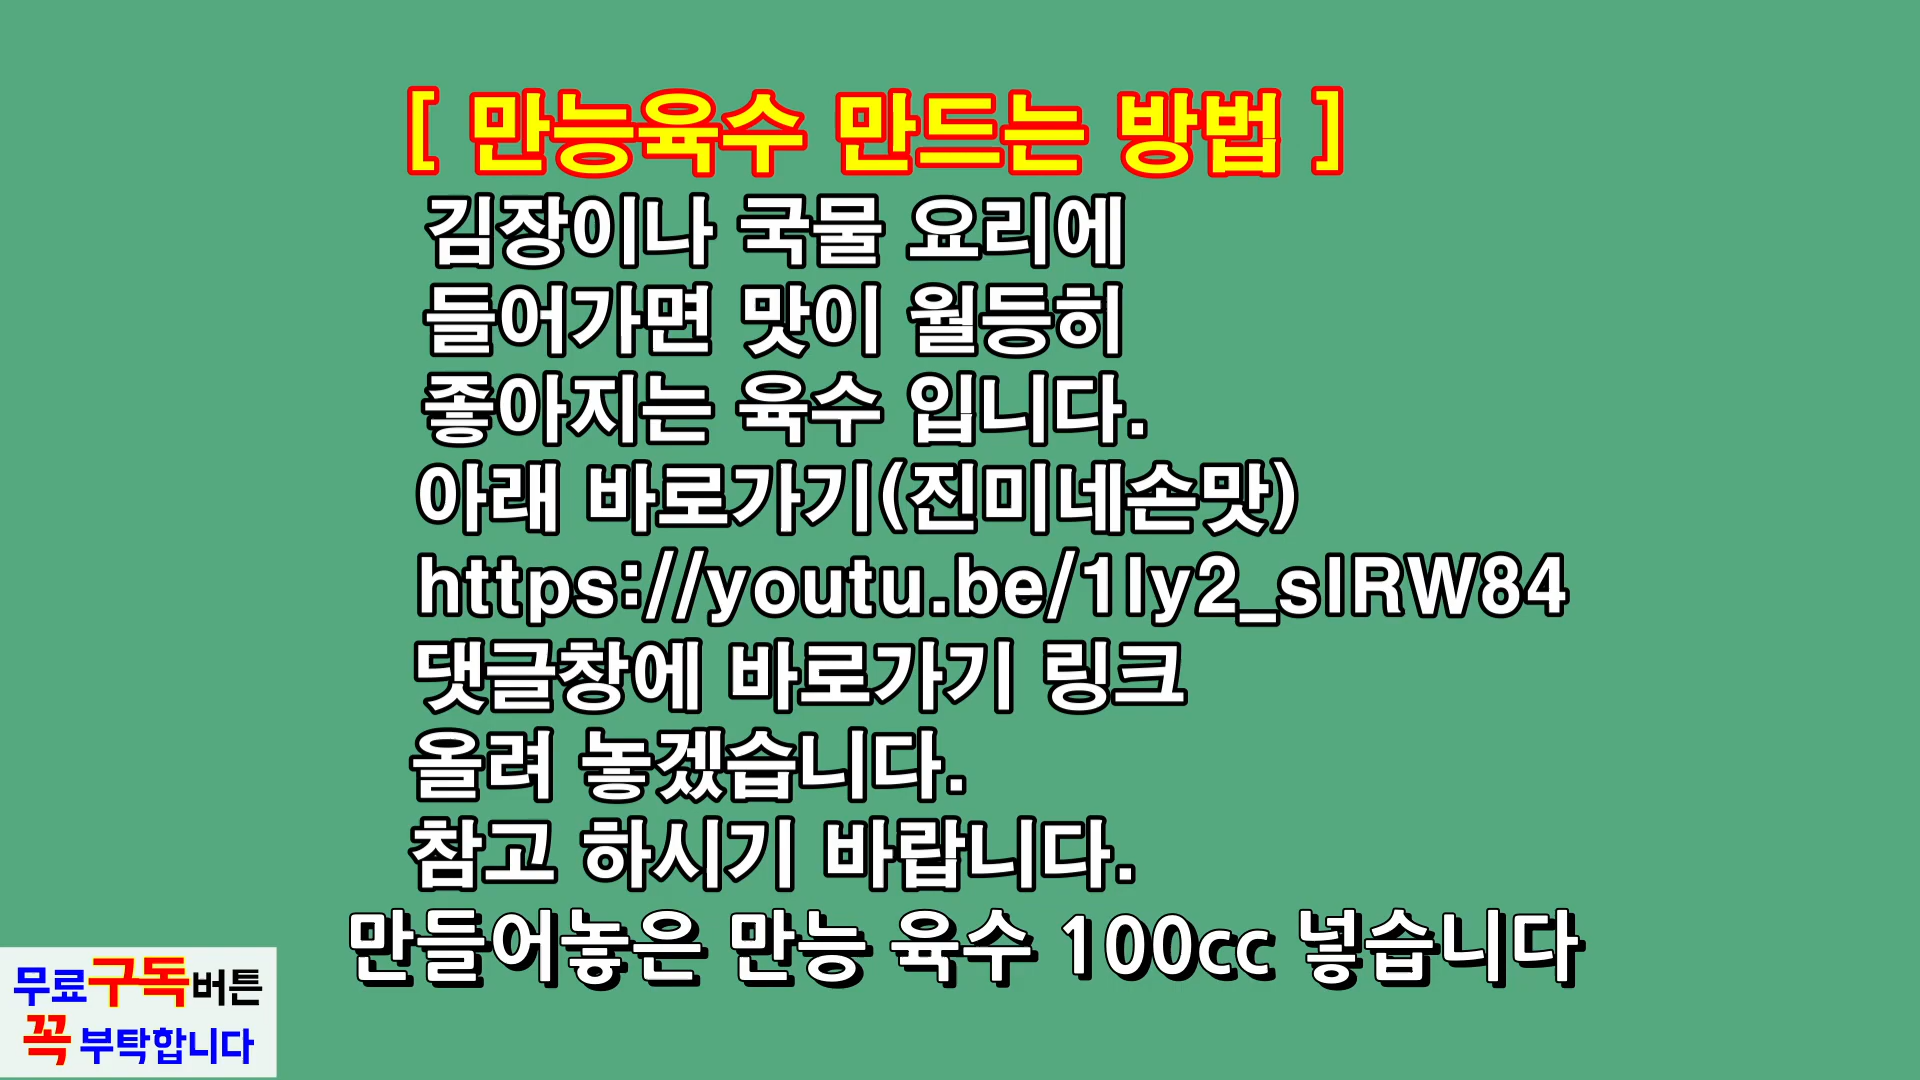 [ 만능육수 만드는 방법 ]
김장이나 국물 요리에
들어가면 맛이 월등히
좋아지는 육수 입니다.
아래 바로가기(진미네손맛)
https://youtu.be/1ly2_slRW84
댓글창에 바로가기 링크
올려 놓겠습니다.
참고 하시기 바랍니다.
만들어놓은 만능 육수 100cc 넣습니다
무료구독버튼
꼭 부탁합니다